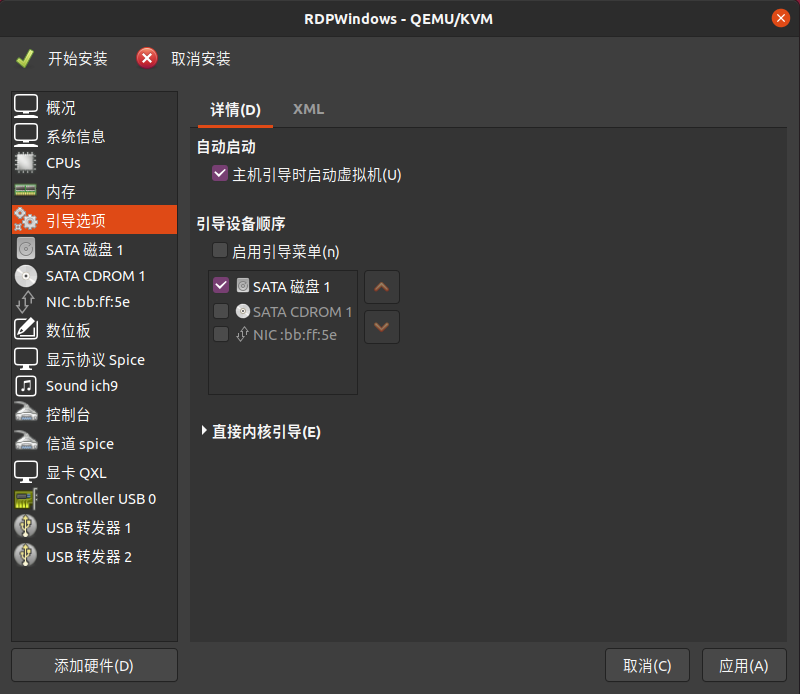 RDPWindows - QEMU/KVM
开始安装
取消安装
概况
系统信息
CPUs
内存
引导选项
SATA 磁盘 1
SATA CDROM 1
NIC :bb:ff:5e
数位板
显示协议 Spice
Sound ich9
控制台
信道 spice
显卡 QXL
Controller USB 0
USB 转发器 1
USB 转发器 2
添加硬件(D)
详情(D)
XML
自动启动
主机引导时启动虚拟机(U)
引导设备顺序
启用引导菜单(n)
SATA 磁盘 1
SATA CDROM 1
NIC :bb:ff:5e
直接内核引导(E)
取消(C)
应用(A)